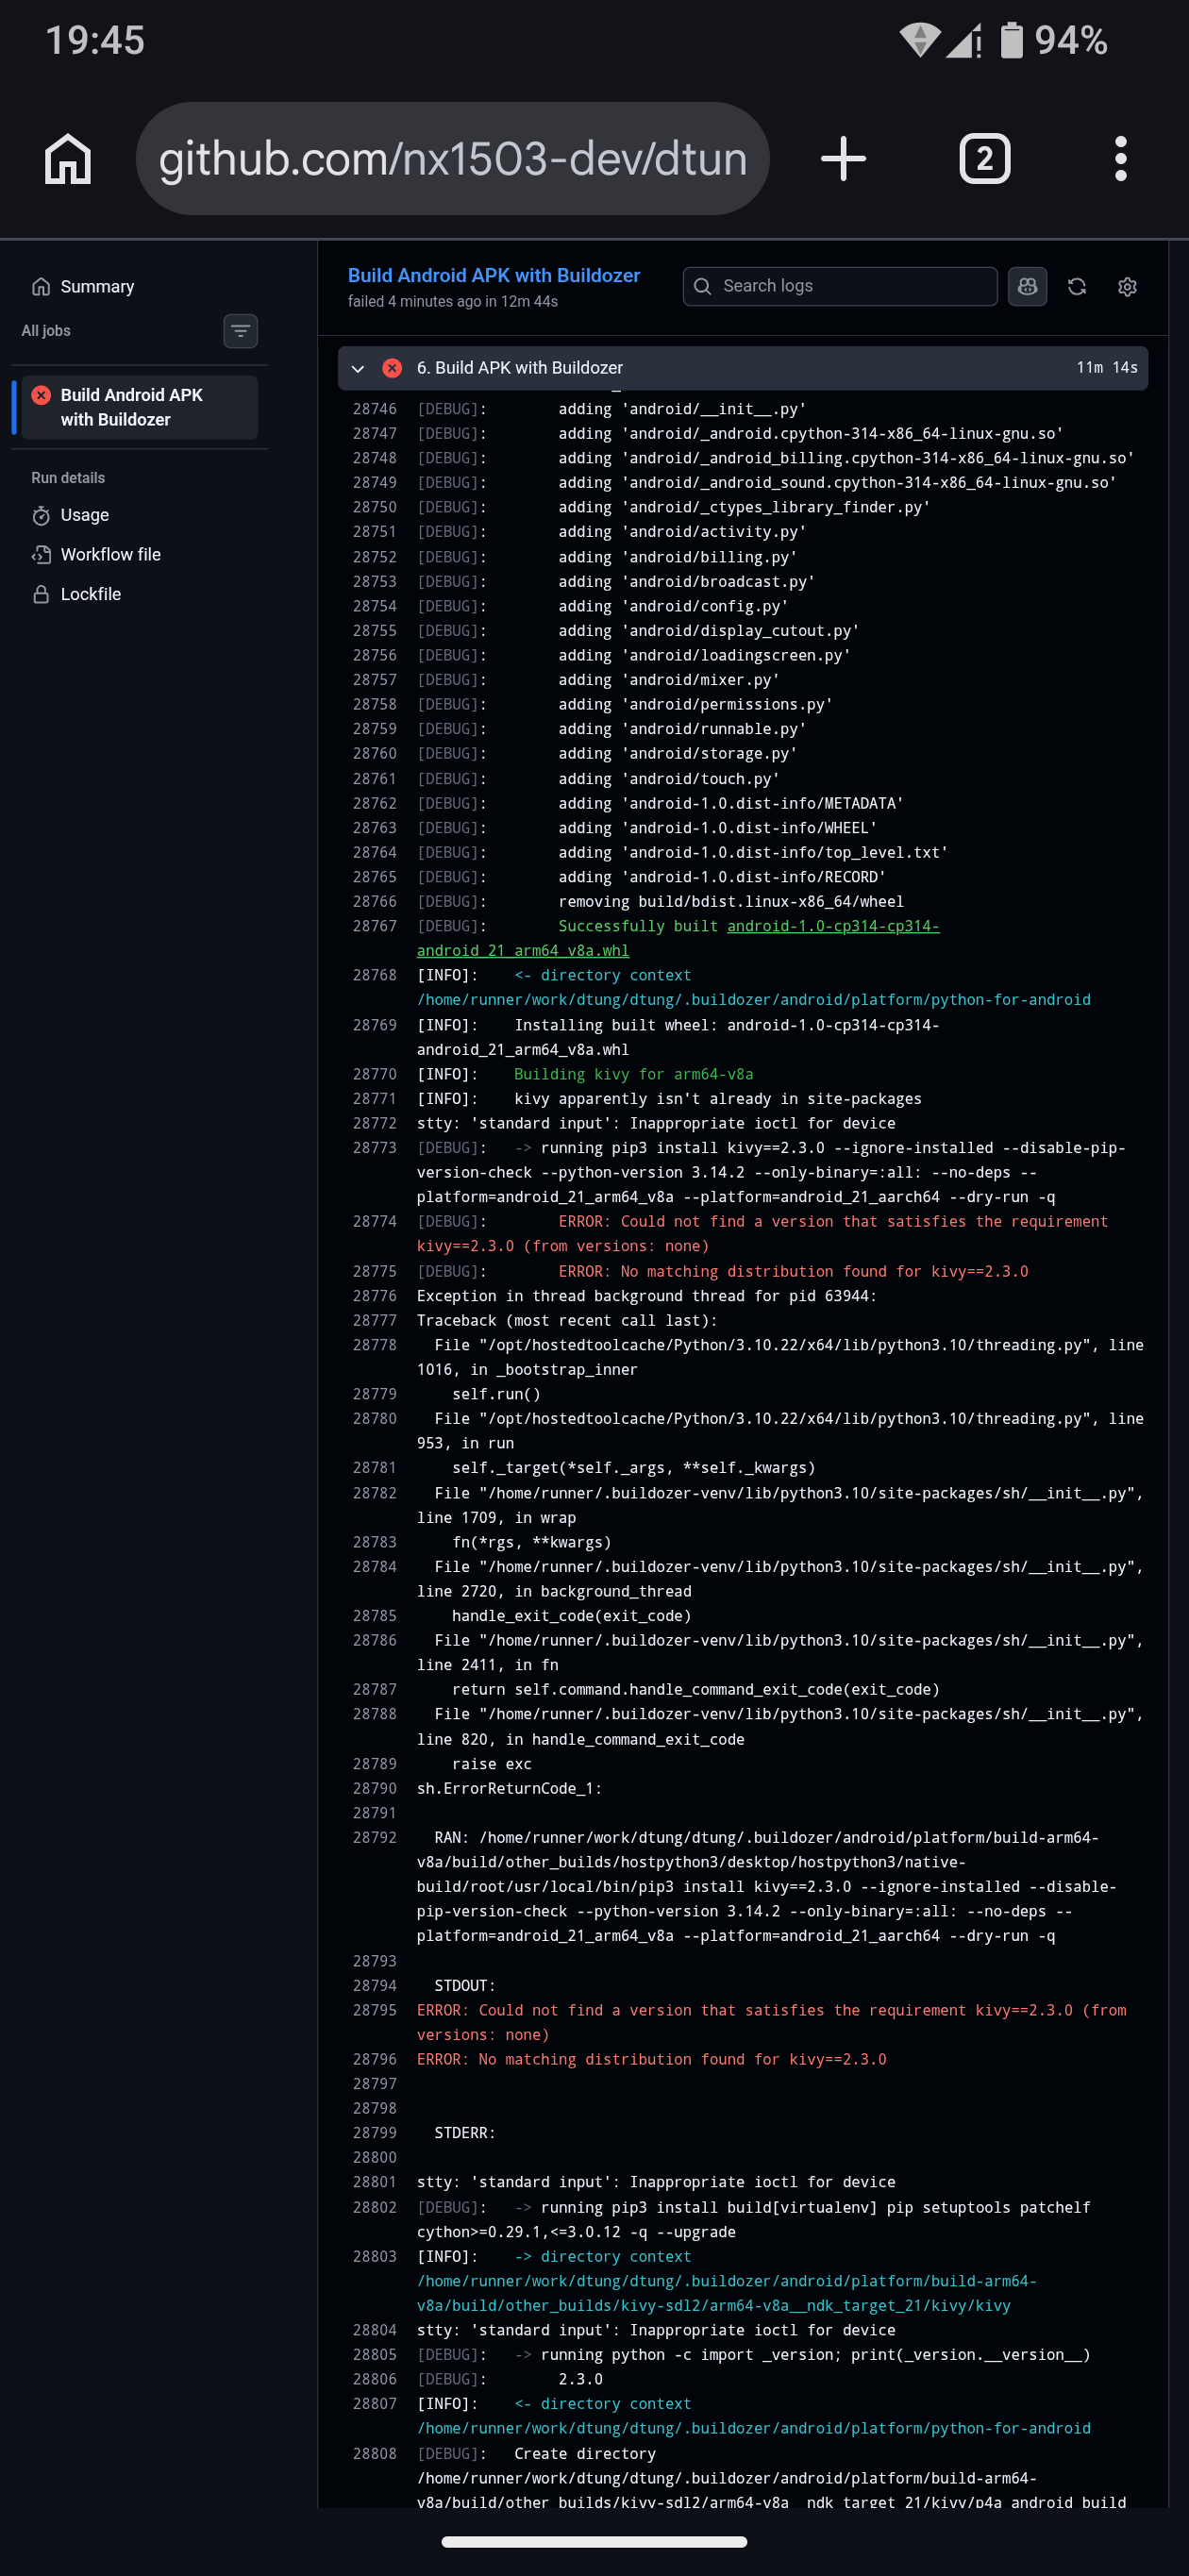 19:45
94%
github.com/nx1503-dev/dtun
2
Summary
All jobs
Build Android APK
with Buildozer
Run details
Usage
Workflow file
Lockfile
Build Android APK with Buildozer
failed 4 minutes ago in 12m 44s
Search logs
6. Build APK with Buildozer
11m 14s
28746 [DEBUG]: adding 'android/__init__.py'
28747 [DEBUG]: adding 'android/_android.cpython-314-x86_64-linux-gnu.so'
28748 [DEBUG]: adding 'android/_android_billing.cpython-314-x86_64-linux-gnu.so'
28749 [DEBUG]: adding 'android/_android_sound.cpython-314-x86_64-linux-gnu.so'
28750 [DEBUG]: adding 'android/_ctypes_library_finder.py'
28751 [DEBUG]: adding 'android/activity.py'
28752 [DEBUG]: adding 'android/billing.py'
28753 [DEBUG]: adding 'android/broadcast.py'
28754 [DEBUG]: adding 'android/config.py'
28755 [DEBUG]: adding 'android/display_cutout.py'
28756 [DEBUG]: adding 'android/loadingscreen.py'
28757 [DEBUG]: adding 'android/mixer.py'
28758 [DEBUG]: adding 'android/permissions.py'
28759 [DEBUG]: adding 'android/runnable.py'
28760 [DEBUG]: adding 'android/storage.py'
28761 [DEBUG]: adding 'android/touch.py'
28762 [DEBUG]: adding 'android-1.0.dist-info/METADATA'
28763 [DEBUG]: adding 'android-1.0.dist-info/WHEEL'
28764 [DEBUG]: adding 'android-1.0.dist-info/top_level.txt'
28765 [DEBUG]: adding 'android-1.0.dist-info/RECORD'
28766 [DEBUG]: removing build/bdist.linux-x86_64/wheel
28767 [DEBUG]: Successfully built android-1.0-cp314-cp314-
android_21_arm64_v8a.whl
28768 [INFO]: <- directory context
/home/runner/work/dtung/dtung/.buildozer/android/platform/python-for-android
28769 [INFO]: Installing built wheel: android-1.0-cp314-cp314-
android_21_arm64_v8a.whl
28770 [INFO]: Building kivy for arm64-v8a
28771 [INFO]: kivy apparently isn't already in site-packages
28772 stty: 'standard input': Inappropriate ioctl for device
28773 [DEBUG]: -> running pip3 install kivy==2.3.0 --ignore-installed --disable-pip-
version-check --python-version 3.14.2 --only-binary=:all: --no-deps --
platform=android_21_arm64_v8a --platform=android_21_aarch64 --dry-run -q
28774 [DEBUG]: ERROR: Could not find a version that satisfies the requirement
kivy==2.3.0 (from versions: none)
28775 [DEBUG]: ERROR: No matching distribution found for kivy==2.3.0
28776 Exception in thread background thread for pid 63944:
28777 Traceback (most recent call last):
28778 File "/opt/hostedtoolcache/Python/3.10.22/x64/lib/python3.10/threading.py", line
1016, in _bootstrap_inner
28779 self.run()
28780 File "/opt/hostedtoolcache/Python/3.10.22/x64/lib/python3.10/threading.py", line
953, in run
28781 self._target(*self._args, **self._kwargs)
28782 File "/home/runner/.buildozer-venv/lib/python3.10/site-packages/sh/__init__.py",
line 1709, in wrap
28783 fn(*rgs, **kwargs)
28784 File "/home/runner/.buildozer-venv/lib/python3.10/site-packages/sh/__init__.py",
line 2720, in background_thread
28785 handle_exit_code(exit_code)
28786 File "/home/runner/.buildozer-venv/lib/python3.10/site-packages/sh/__init__.py",
line 2411, in fn
28787 return self.command.handle_command_exit_code(exit_code)
28788 File "/home/runner/.buildozer-venv/lib/python3.10/site-packages/sh/__init__.py",
line 820, in handle_command_exit_code
28789 raise exc
28790 sh.ErrorReturnCode_1:
28791
28792 RAN: /home/runner/work/dtung/dtung/.buildozer/android/platform/build-arm64-
v8a/build/other_builds/hostpython3/desktop/hostpython3/native-
build/root/usr/local/bin/pip3 install kivy==2.3.0 --ignore-installed --disable-
pip-version-check --python-version 3.14.2 --only-binary=:all: --no-deps --
platform=android_21_arm64_v8a --platform=android_21_aarch64 --dry-run -q
28793
28794 STDOUT:
28795 ERROR: Could not find a version that satisfies the requirement kivy==2.3.0 (from
versions: none)
28796 ERROR: No matching distribution found for kivy==2.3.0
28797
28798
28799 STDERR:
28800
28801 stty: 'standard input': Inappropriate ioctl for device
28802 [DEBUG]: -> running pip3 install build[virtualenv] pip setuptools patchelf
cython>=0.29.1,<=3.0.12 -q --upgrade
28803 [INFO]: -> directory context
/home/runner/work/dtung/dtung/.buildozer/android/platform/build-arm64-
v8a/build/other_builds/kivy-sdl2/arm64-v8a__ndk_target_21/kivy/kivy
28804 stty: 'standard input': Inappropriate ioctl for device
28805 [DEBUG]: -> running python -c import _version; print(_version.__version__)
28806 [DEBUG]: 2.3.0
28807 [INFO]: <- directory context
/home/runner/work/dtung/dtung/.buildozer/android/platform/python-for-android
28808 [DEBUG]: Create directory
/home/runner/work/dtung/dtung/.buildozer/android/platform/build-arm64-
v8a/build/other_builds/kivy-sdl2/arm64-v8a__ndk_target_21/kivy/p4a_android_build